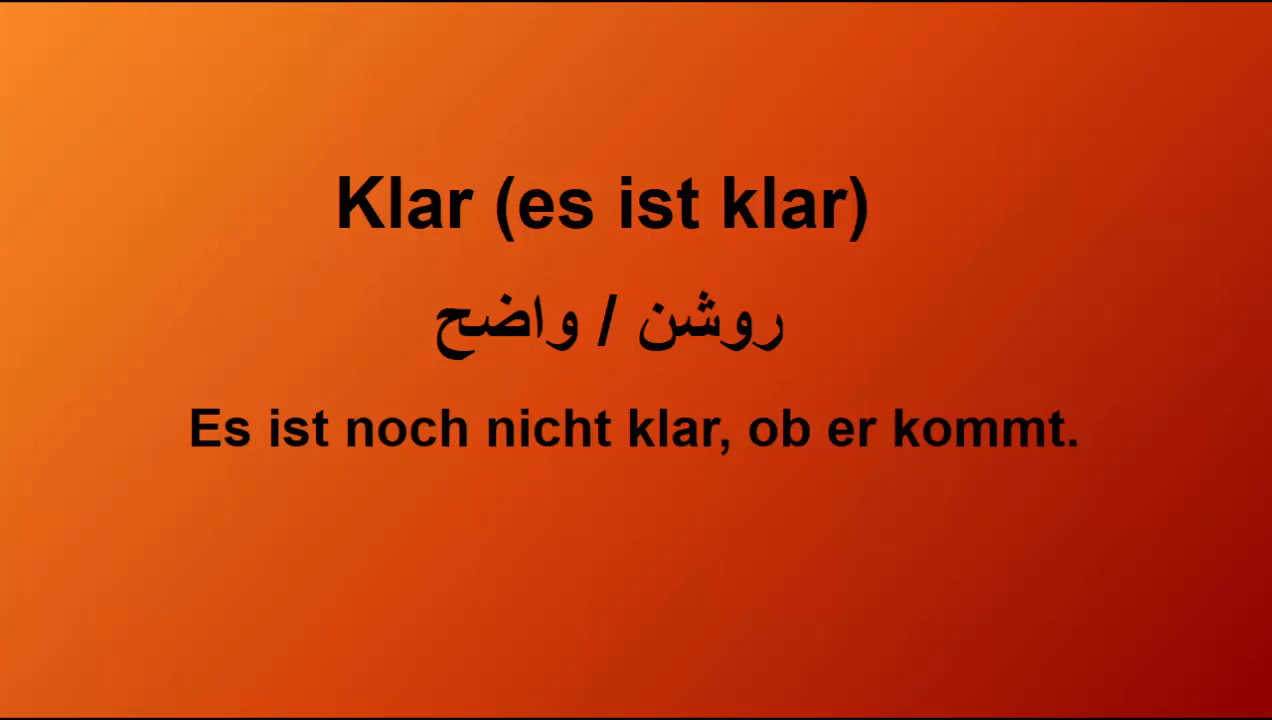 Klar (es ist klar)
روشن / واضح
Es ist noch nicht klar, ob er kommt.